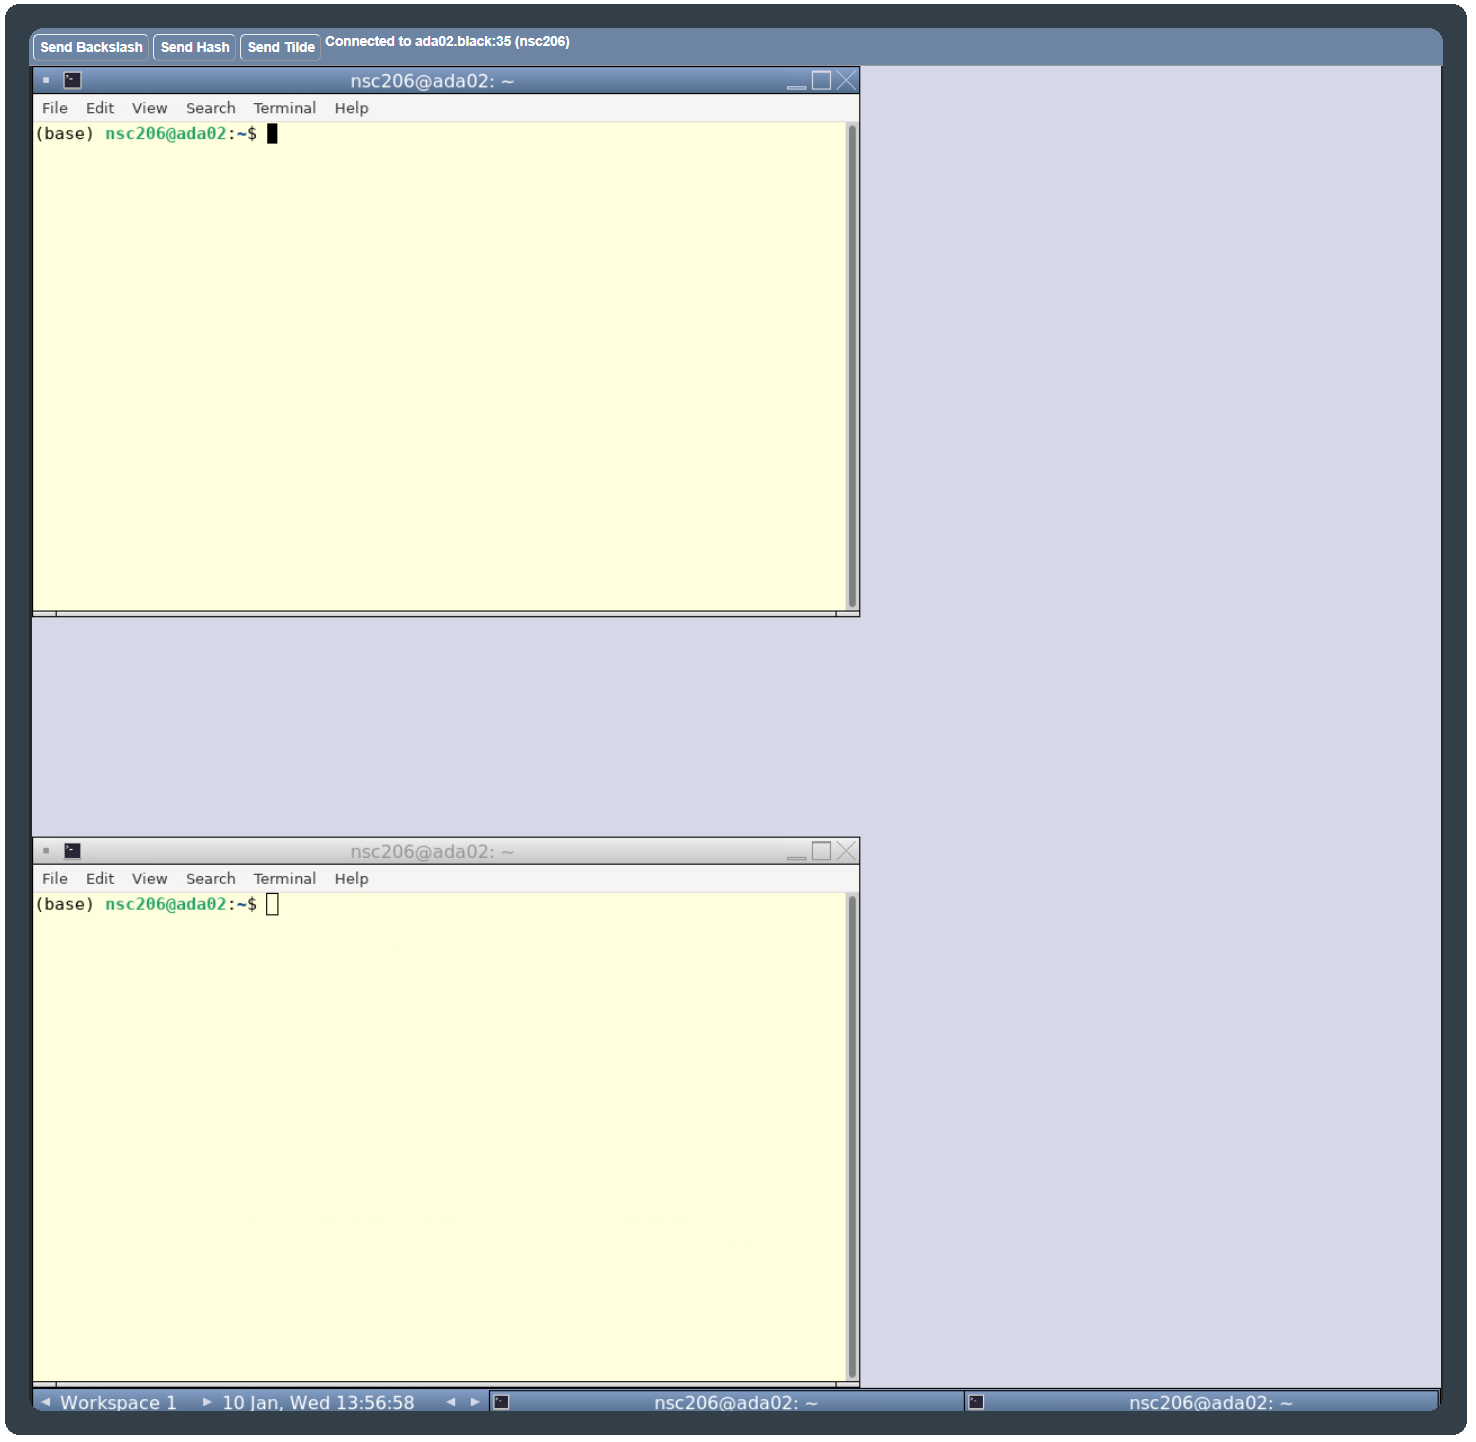 Send Backslash Send Hash Send Tilde Connected to ada02.black:35 (nsc206)
nsc206@ada02: ~
File Edit View Search Terminal Help
(base) nsc206@ada02:~$
nsc206@ada02: ~
File Edit View Search Terminal Help
(base) nsc206@ada02:~$
Workspace 1 10 Jan, Wed 13:56:58 nsc206@ada02: ~ nsc206@ada02: ~